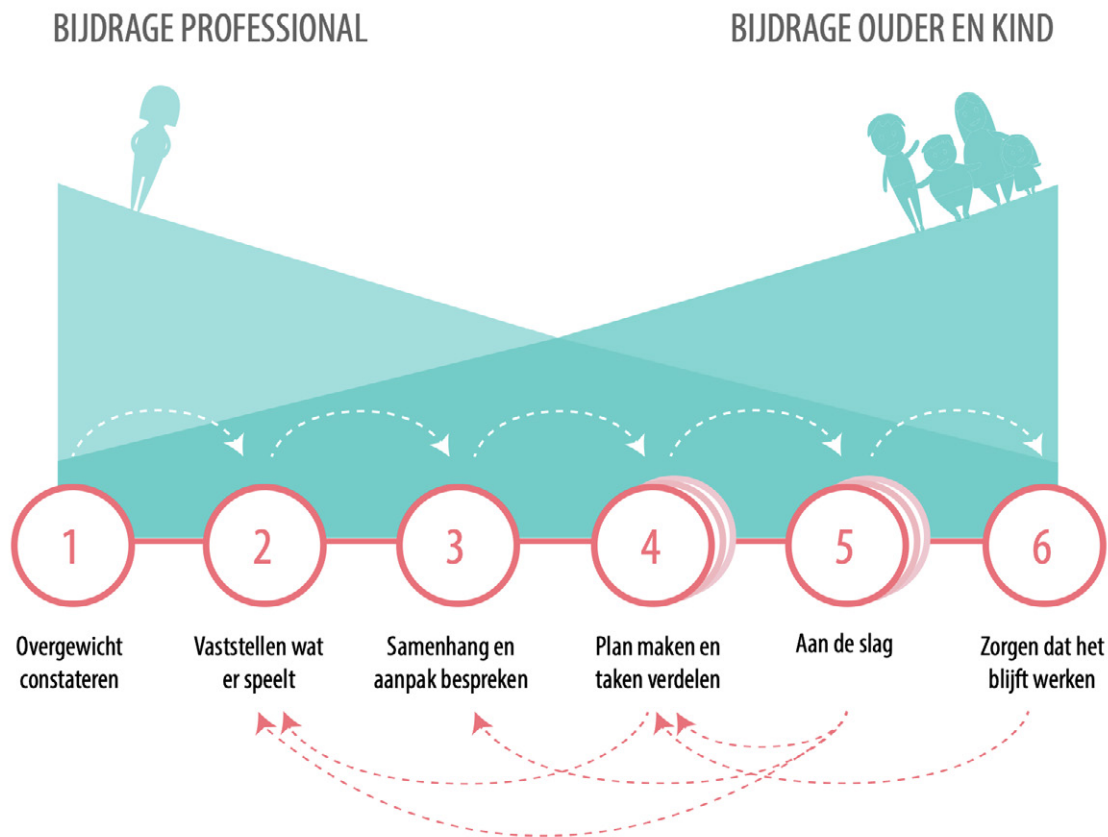 BIJDRAGE PROFESSIONAL
BIJDRAGE OUDER EN KIND
1
2
3
4
5
6
Overgewicht
constateren
Vaststellen wat
er speelt
Samenhang en
aanpak bespreken
Plan maken en
taken verdelen
Aan de slag
Zorgen dat het
blijft werken